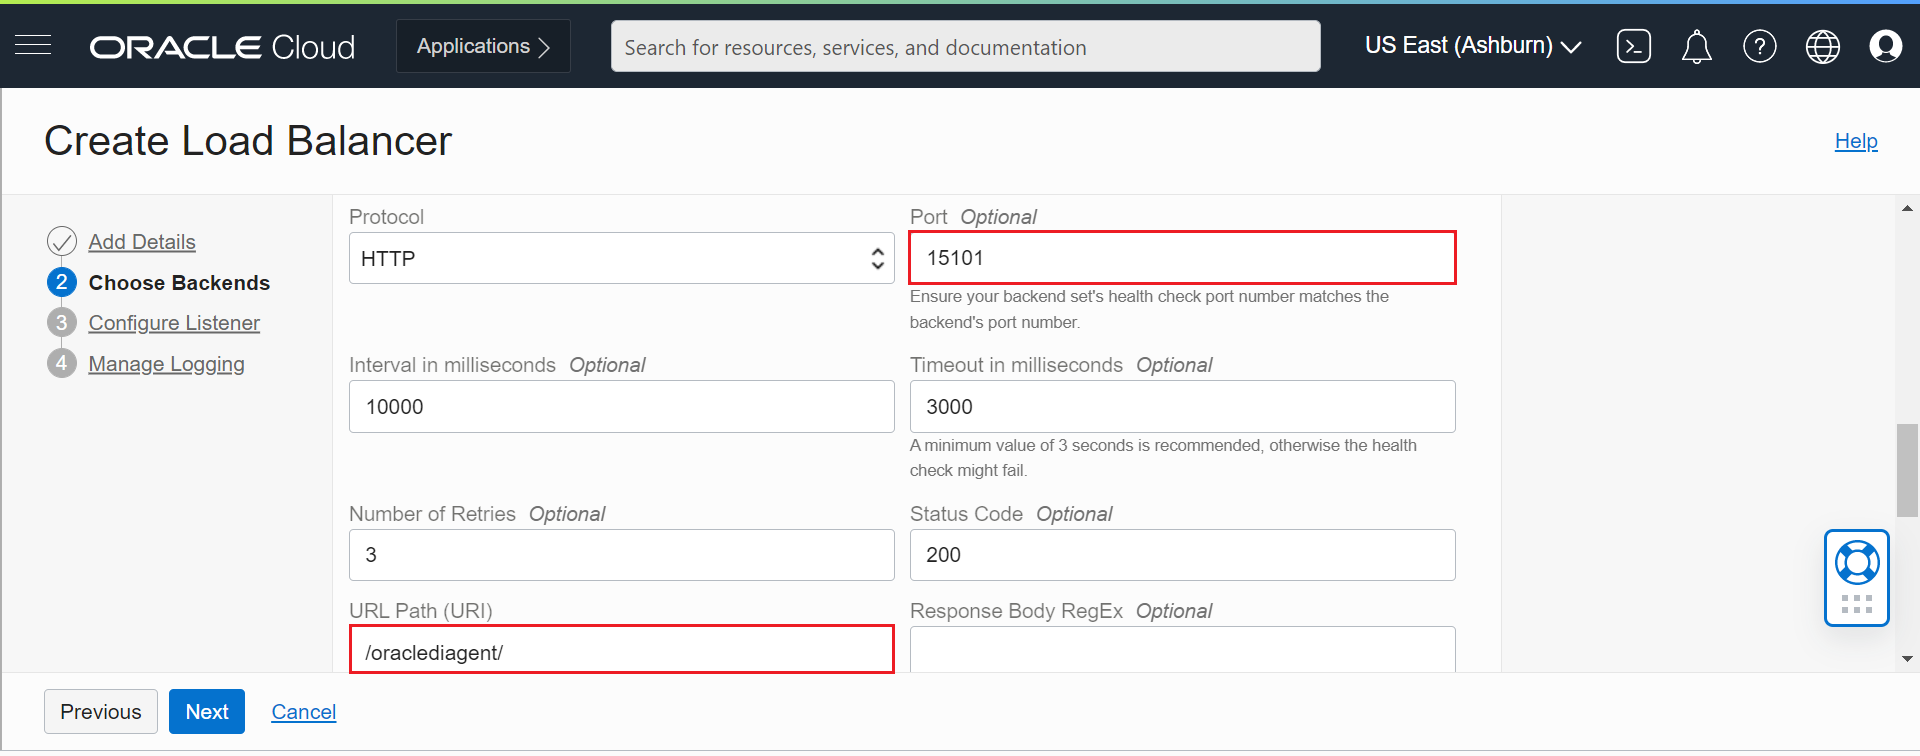 ORACLE Cloud
Applications
Search for resources, services, and documentation
US East (Ashburn)
Create Load Balancer
Help
Add Details
2 Choose Backends
3 Configure Listener
4 Manage Logging
Protocol
HTTP
Port Optional
15101
Ensure your backend set's health check port number matches the
backend's port number.
Interval in milliseconds Optional
10000
Timeout in milliseconds Optional
3000
A minimum value of 3 seconds is recommended, otherwise the health
check might fail.
Number of Retries Optional
3
Status Code Optional
200
URL Path (URI)
/oraclediagent/
Response Body RegEx Optional
Previous
Next
Cancel